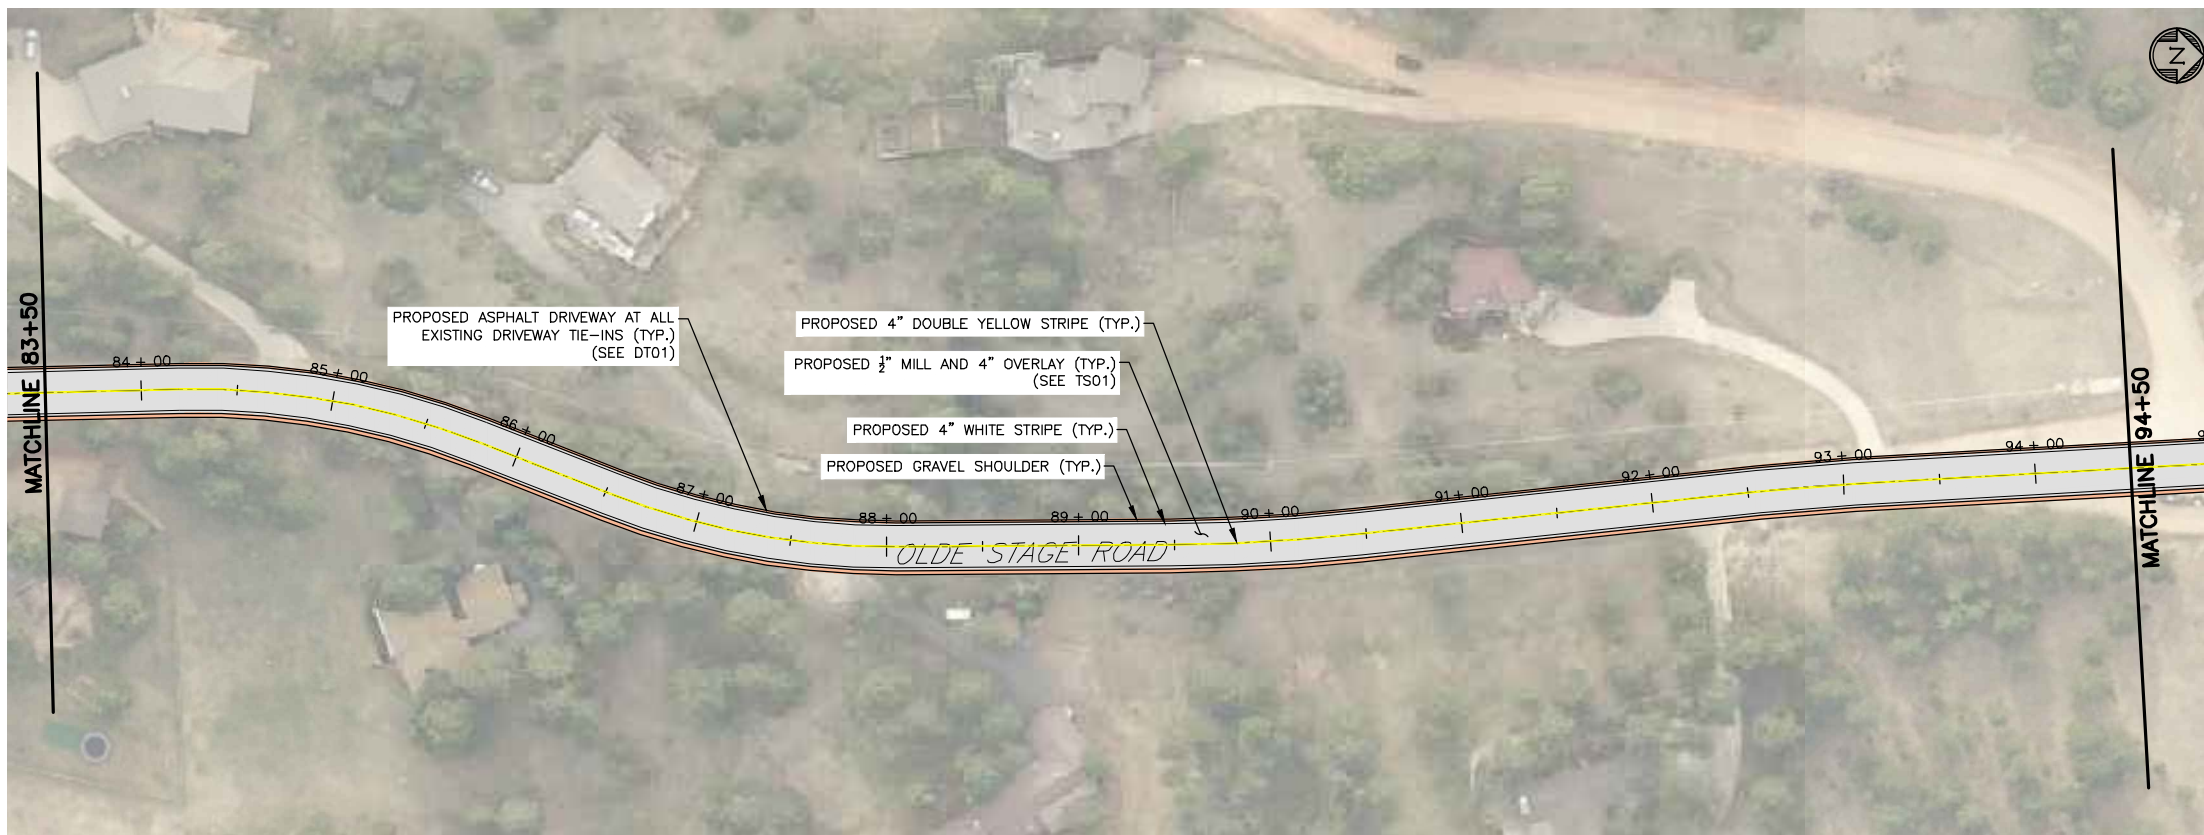 N
MATCHLINE 83+50
PROPOSED ASPHALT DRIVEWAY AT ALL
EXISTING DRIVEWAY TIE-INS (TYP.)
(SEE DT01)
PROPOSED 4" DOUBLE YELLOW STRIPE (TYP.)
PROPOSED ½" MILL AND 4" OVERLAY (TYP.)
(SEE TS01)
PROPOSED 4" WHITE STRIPE (TYP.)
PROPOSED GRAVEL SHOULDER (TYP.)
84 + 00
85 + 00
86 + 00
87 + 00
88 + 00
89 + 00
90 + 00
91 + 00
92 + 00
93 + 00
94 + 00
OLDE STAGE ROAD
MATCHLINE 94+50